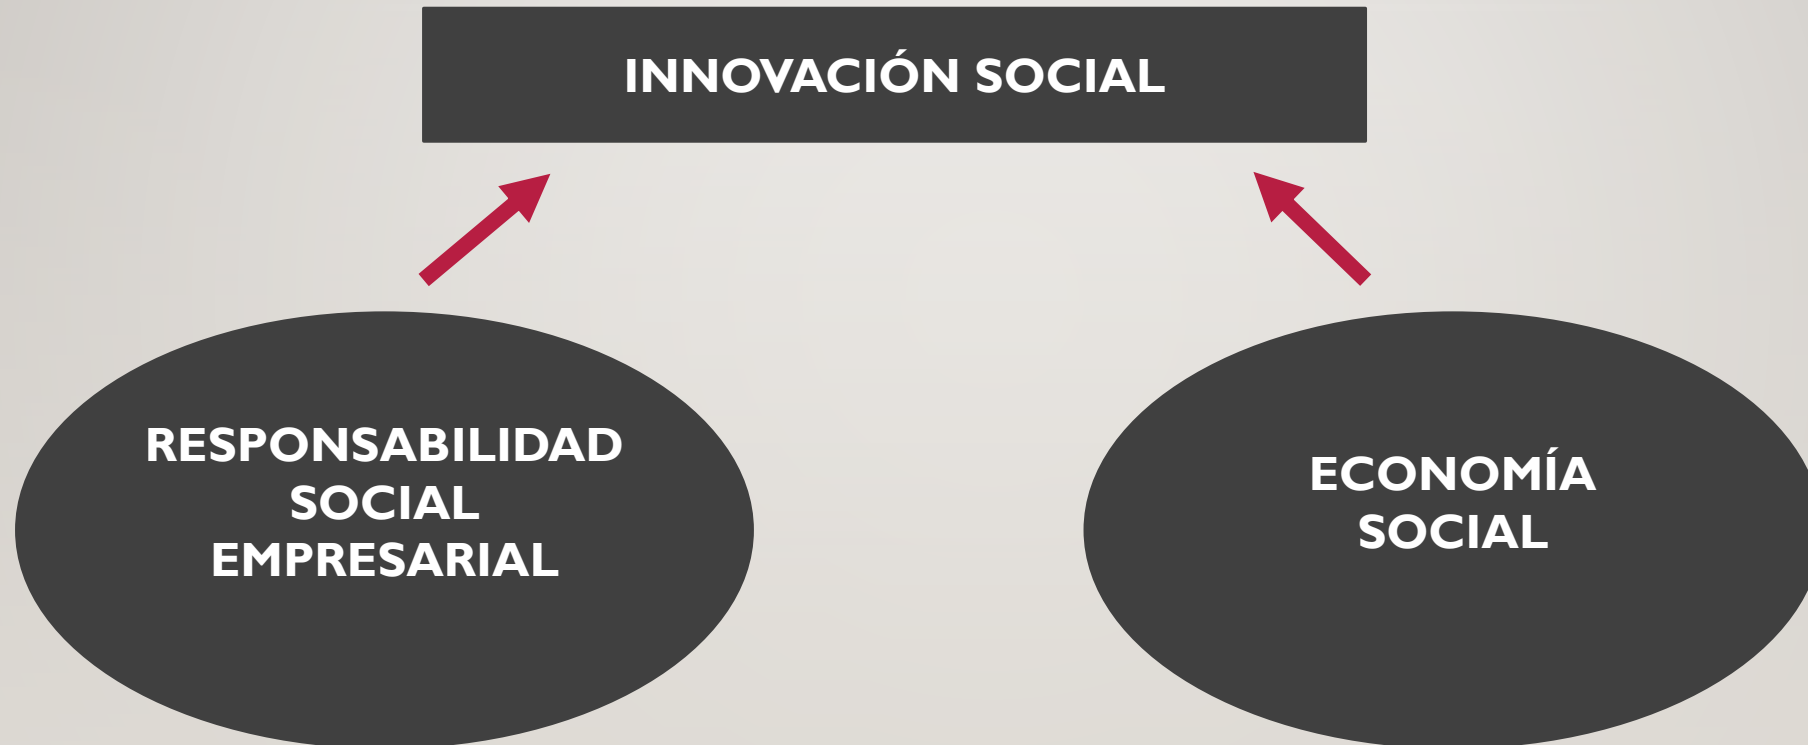 INNOVACIÓN SOCIAL
RESPONSABILIDAD
SOCIAL
EMPRESARIAL
ECONOMÍA
SOCIAL